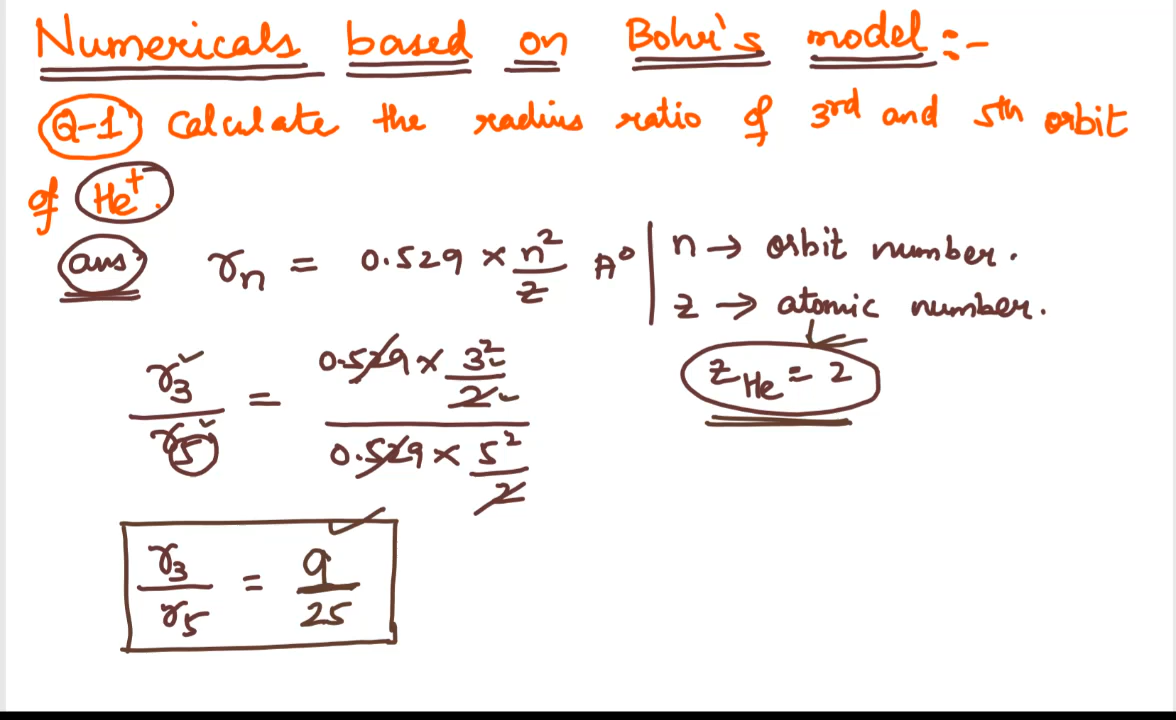 Numericals based on Bohr's model :-
Q-1 Calculate the radius ratio of 3rd and 5th orbit
of He⁺.
ans rₙ = 0.529 × n²/z A° | n → orbit number.
z → atomic number.
z_He = 2
r₃/r₅ = (0.529 × 3²/2)/(0.529 × 5²/2)
r₃/r₅ = 9/25